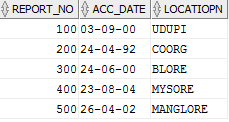 REPORT_NO ACC_DATE LOCATIOPN
100 03-09-00 UDUPI
200 24-04-92 COORG
300 24-06-00 BLORE
400 23-08-04 MYSORE
500 26-04-02 MANGLORE